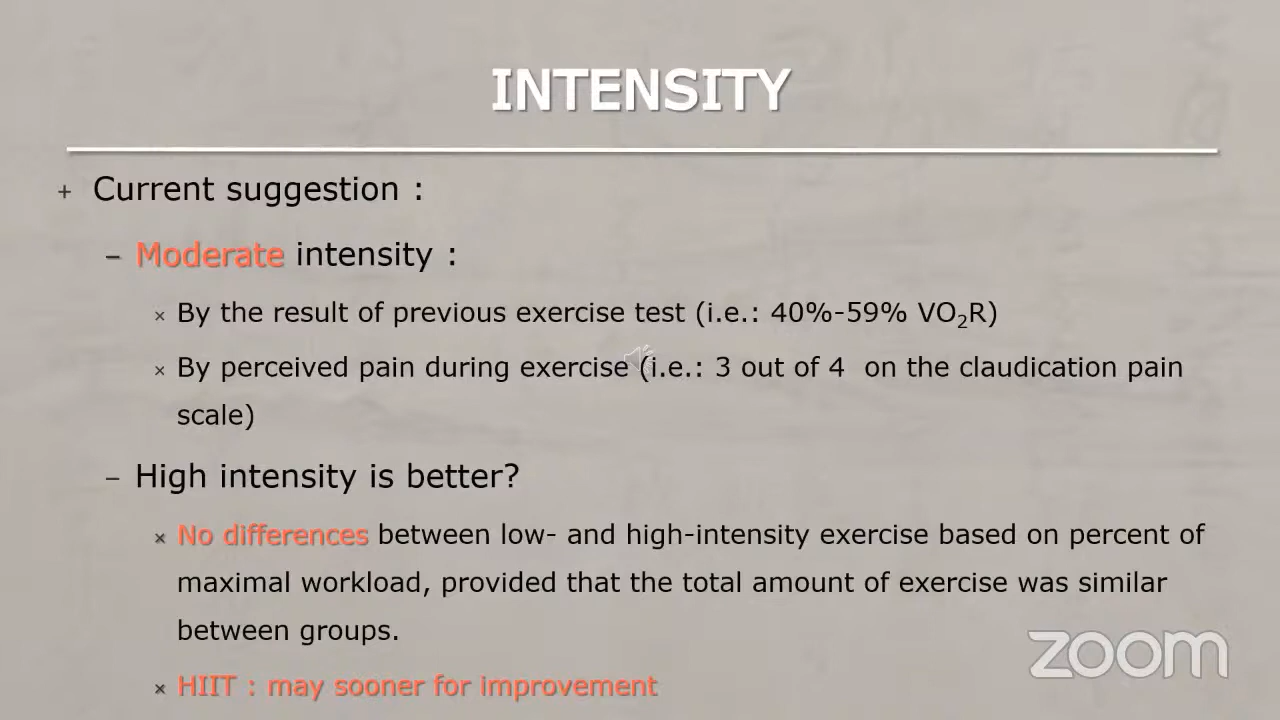 INTENSITY
+ Current suggestion :
– Moderate intensity :
× By the result of previous exercise test (i.e.: 40%-59% VO₂R)
× By perceived pain during exercise (i.e.: 3 out of 4  on the claudication pain
scale)
– High intensity is better?
× No differences between low- and high-intensity exercise based on percent of
maximal workload, provided that the total amount of exercise was similar
between groups.
× HIIT : may sooner for improvement
zoom